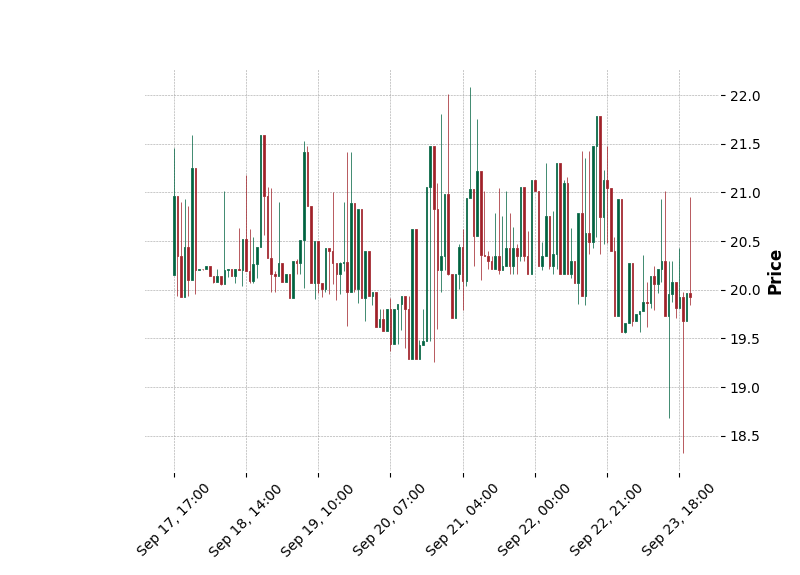 22.0
21.5
21.0
20.5
20.0
19.5
19.0
18.5
Price
Sep 17, 17:00
Sep 18, 14:00
Sep 19, 10:00
Sep 20, 07:00
Sep 21, 04:00
Sep 22, 00:00
Sep 22, 21:00
Sep 23, 18:00